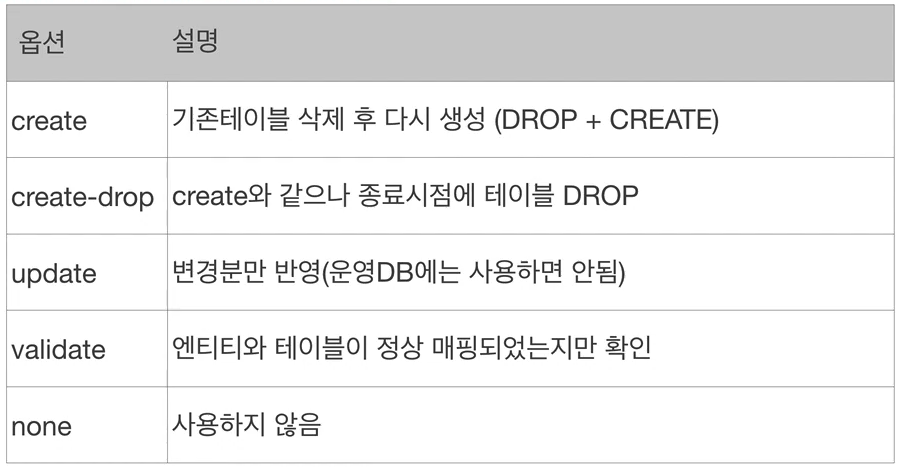 옵션 설명
create 기존테이블 삭제 후 다시 생성 (DROP + CREATE)
create-drop create와 같으나 종료시점에 테이블 DROP
update 변경분만 반영(운영DB에는 사용하면 안됨)
validate 엔티티와 테이블이 정상 매핑되었는지만 확인
none 사용하지 않음